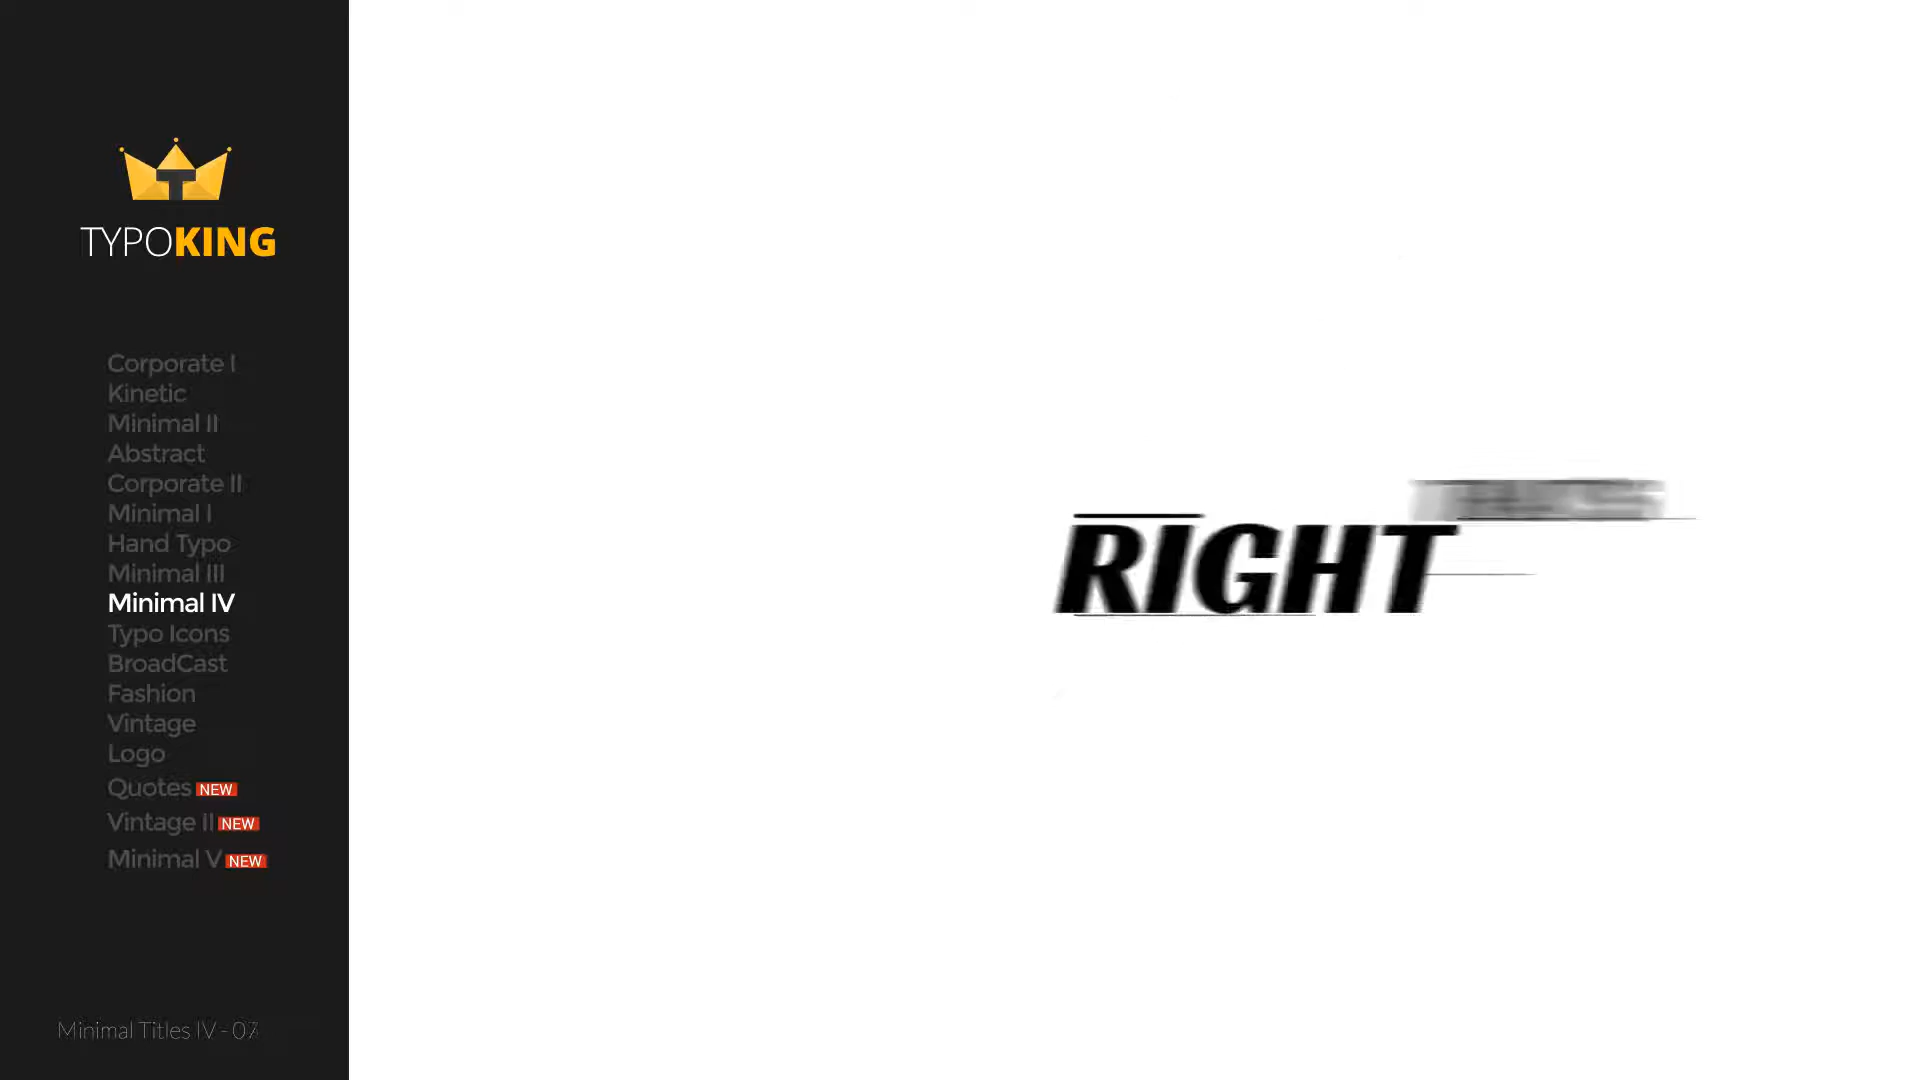 TYPOKING
Corporate I
Kinetic
Minimal II
Abstract
Corporate II
Minimal I
Hand Typo
Minimal III
Minimal IV
Typo Icons
BroadCast
Fashion
Vintage
Logo
Quotes NEW
Vintage II NEW
Minimal V NEW
Minimal Titles IV - 07
RIGHT